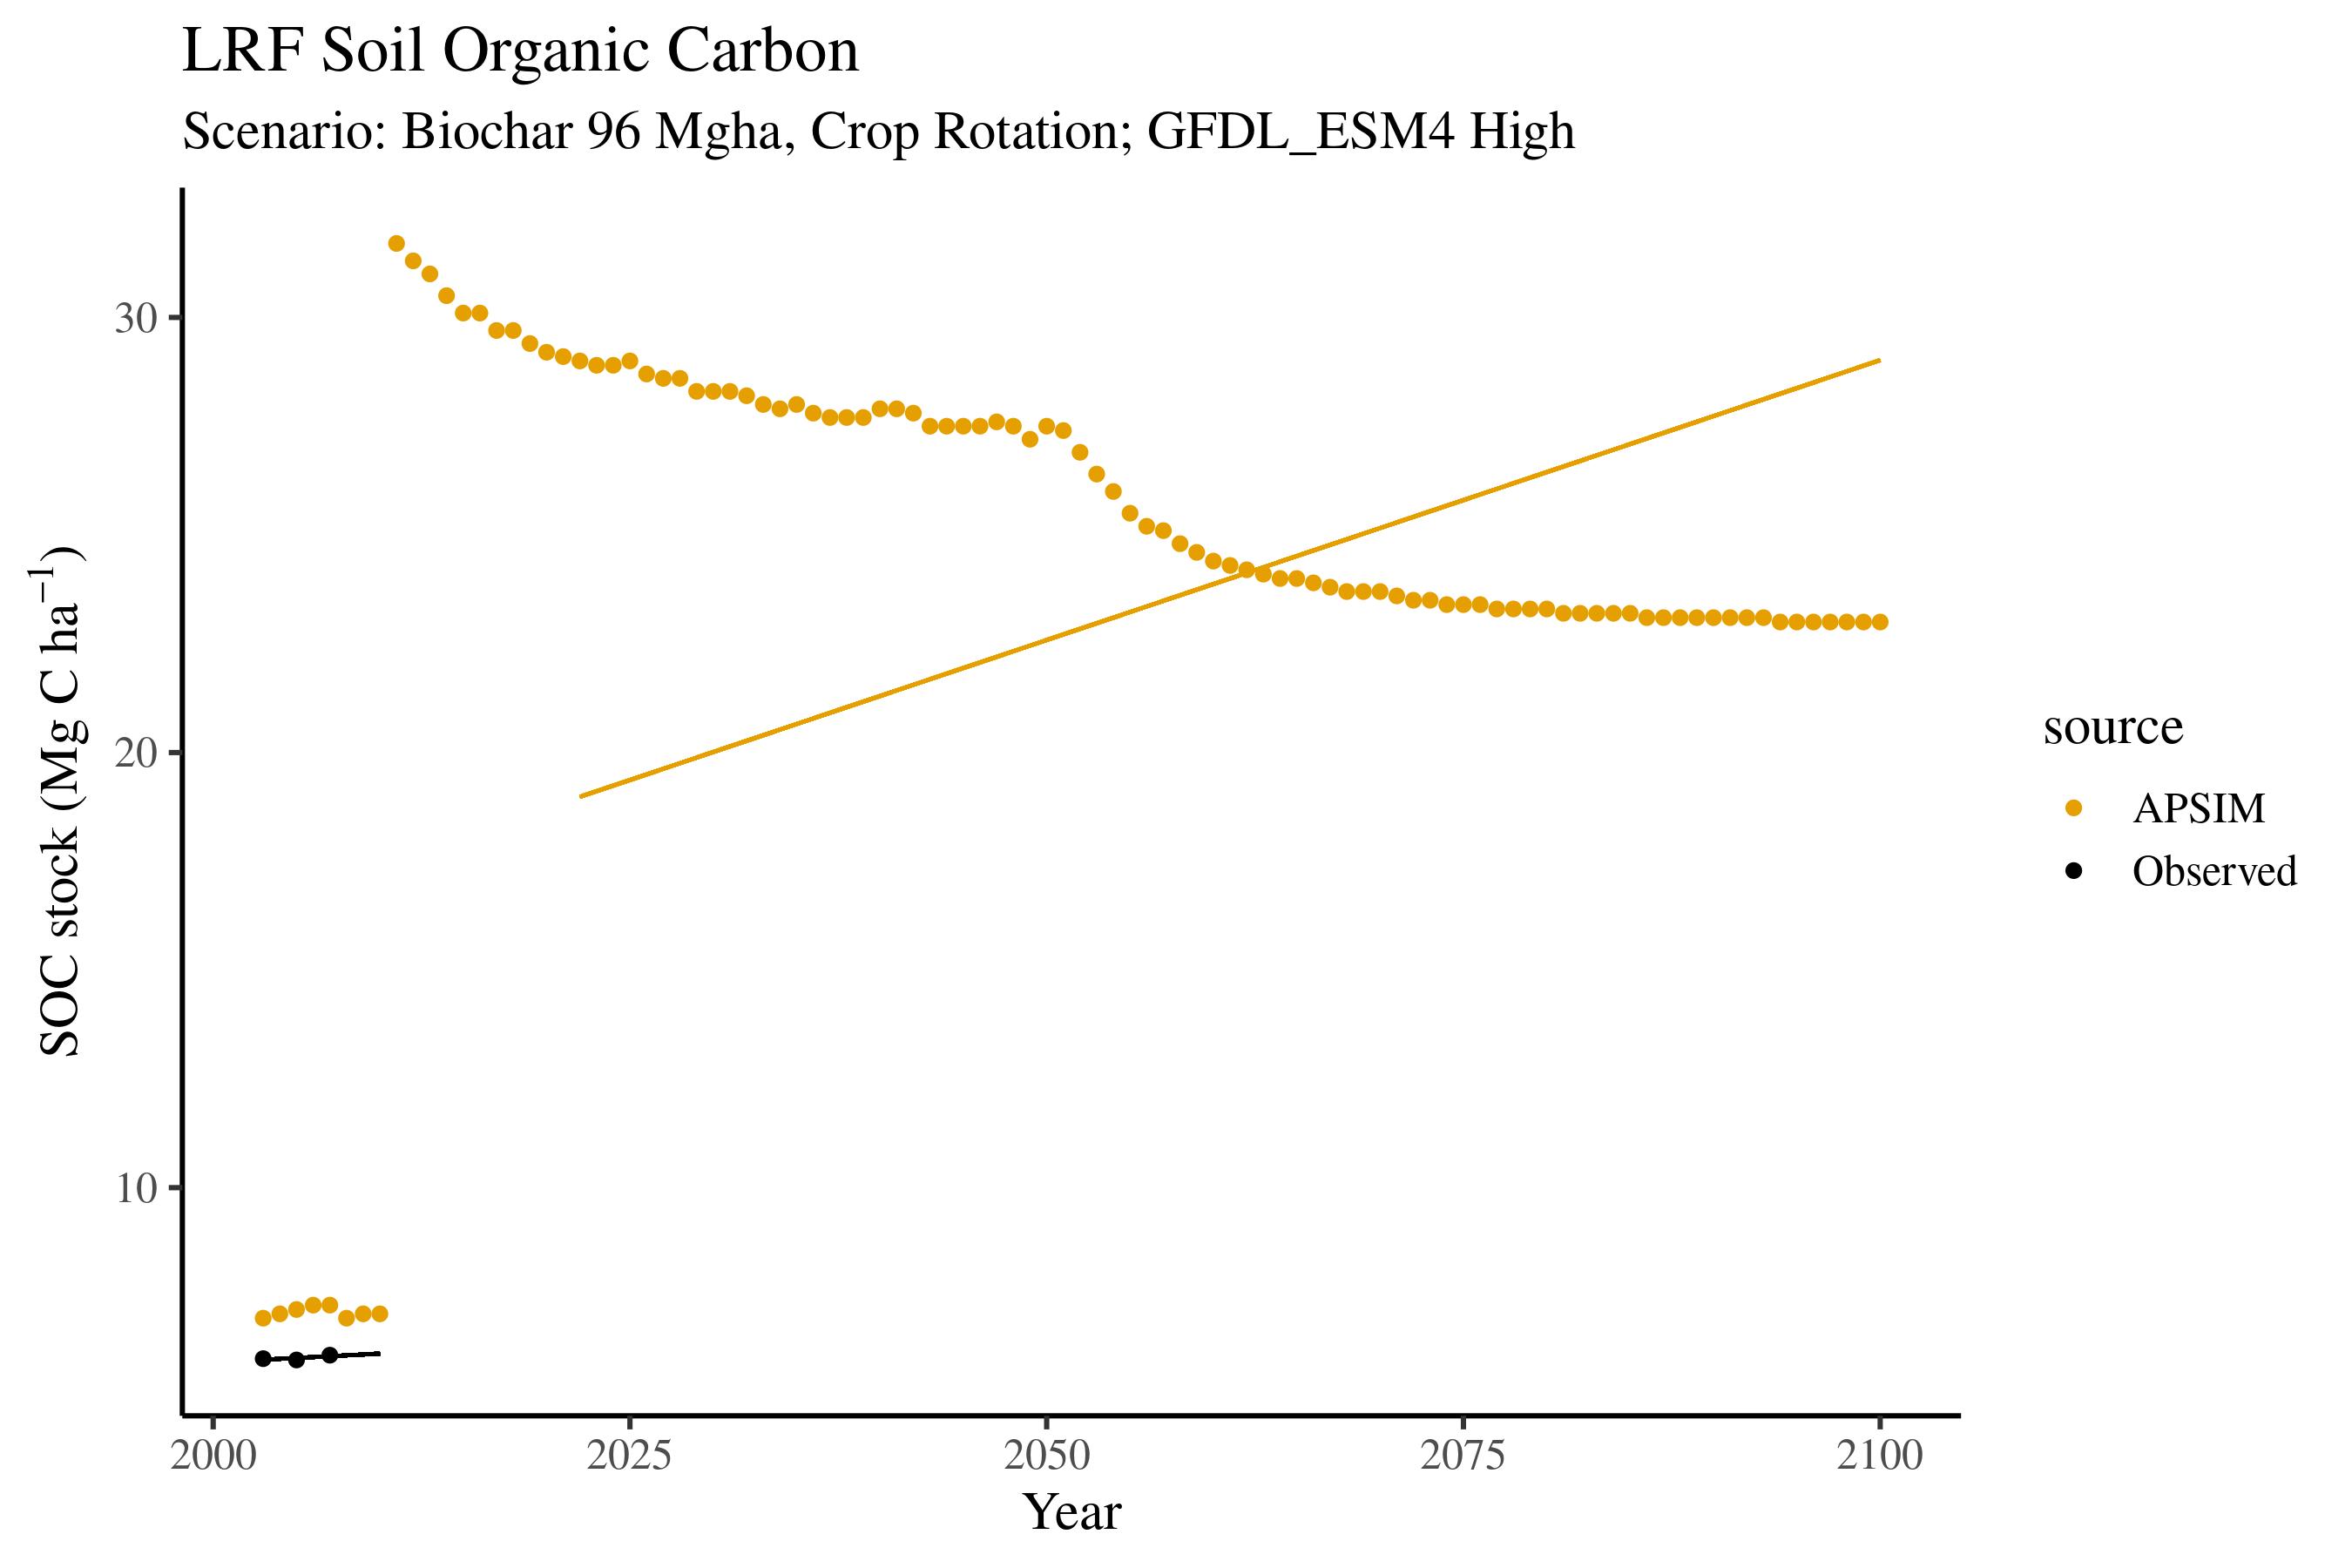 LRF Soil Organic Carbon
Scenario: Biochar 96 Mgha, Crop Rotation; GFDL_ESM4 High
SOC stock (Mg C ha⁻¹)
30
20
10
2000 2025 2050 2075 2100
Year
source
APSIM
Observed